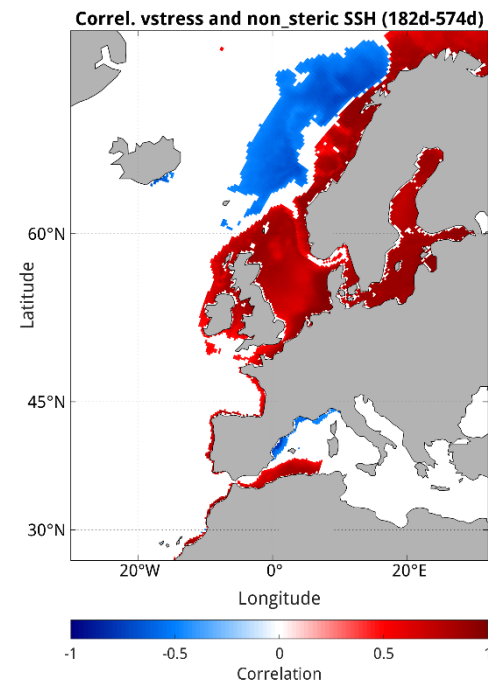 Correl. vstress and non_steric SSH (182d-574d)
60°N
45°N
30°N
Latitude
20°W 0° 20°E
Longitude
-1 -0.5 0 0.5 1
Correlation